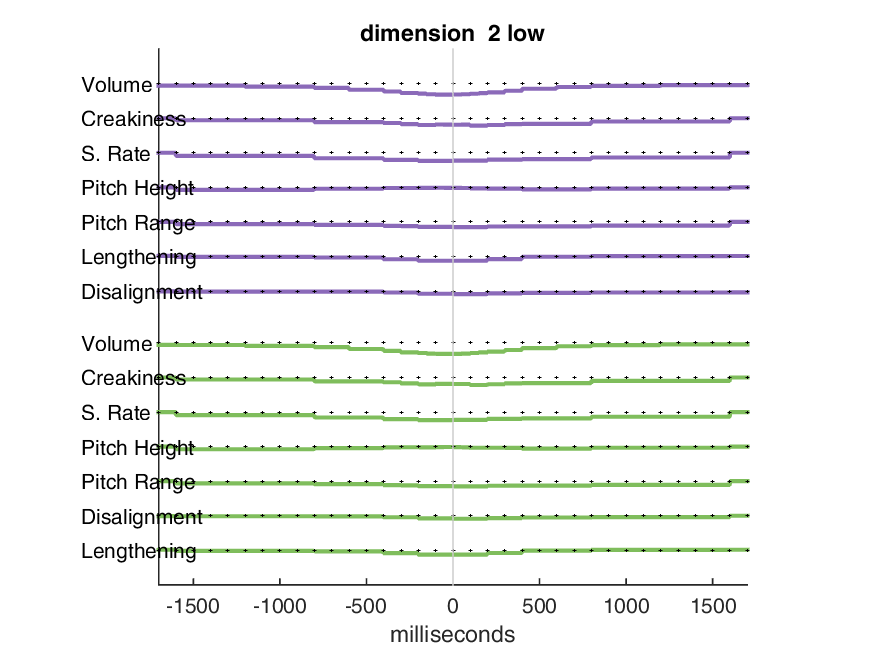 dimension  2 low
Volume
Creakiness
S. Rate
Pitch Height
Pitch Range
Lengthening
Disalignment
Volume
Creakiness
S. Rate
Pitch Height
Pitch Range
Disalignment
Lengthening
-1500 -1000 -500 0 500 1000 1500
milliseconds